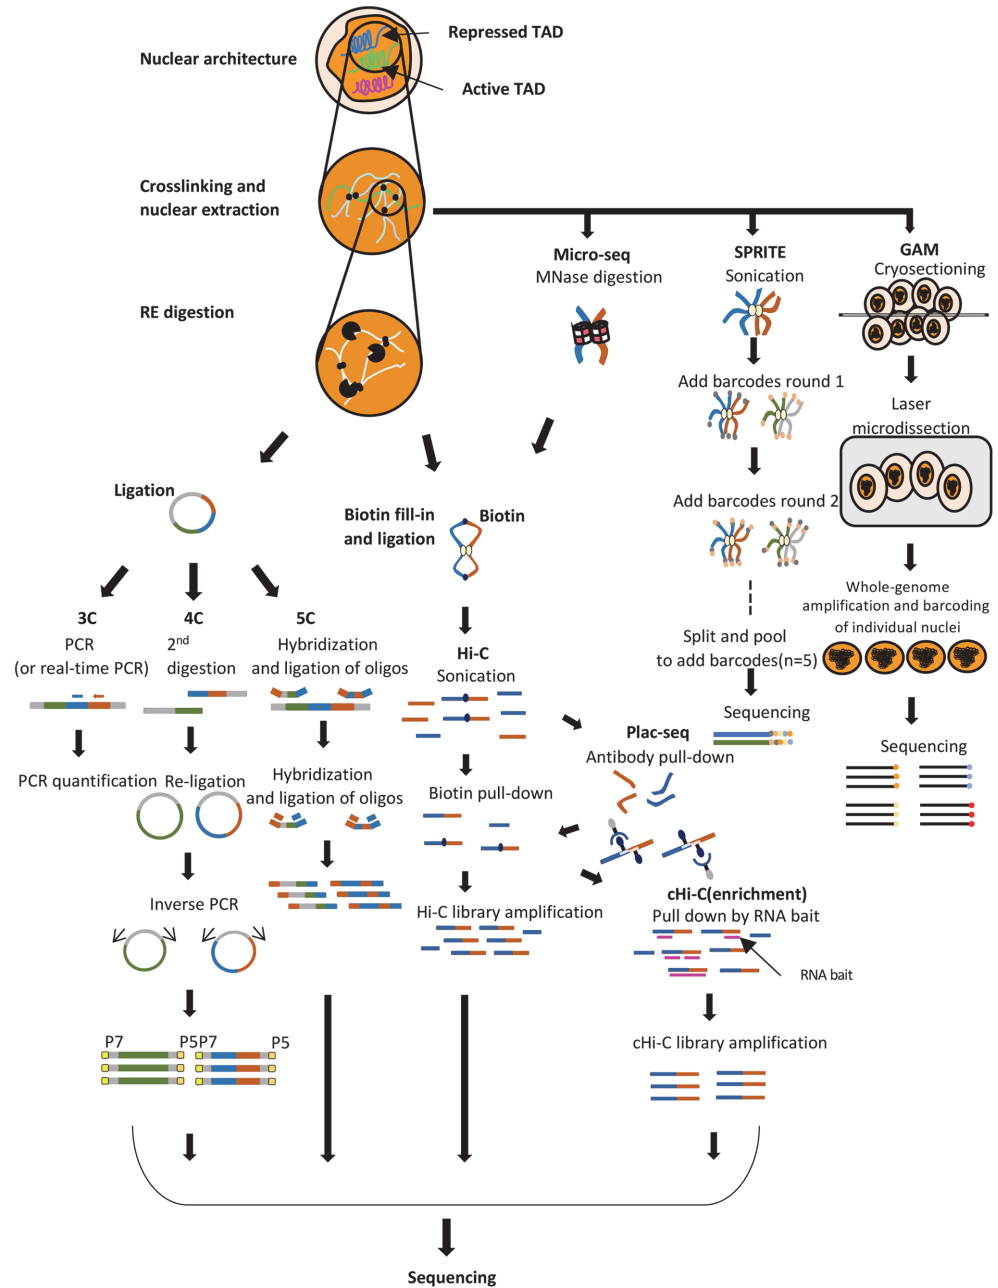 Repressed TAD
Nuclear architecture
Active TAD
Crosslinking and
nuclear extraction
RE digestion
Micro-seq
MNase digestion
SPRITE
Sonication
GAM
Cryosectioning
Add barcodes round 1
Laser
microdissection
Add barcodes round 2
Ligation
Biotin fill-in
and ligation
Biotin
Whole-genome
amplification and barcoding
of individual nuclei
Split and pool
to add barcodes(n=5)
Sequencing
Sequencing
3C
PCR
(or real-time PCR)
PCR quantification
4C
2nd
digestion
Re-ligation
Inverse PCR
P7
P5
P7
P5
5C
Hybridization
and ligation of oligos
Hybridization
and ligation of oligos
Hi-C
Sonication
Biotin pull-down
Hi-C library amplification
Plac-seq
Antibody pull-down
cHi-C(enrichment)
Pull down by RNA bait
RNA bait
cHi-C library amplification
Sequencing